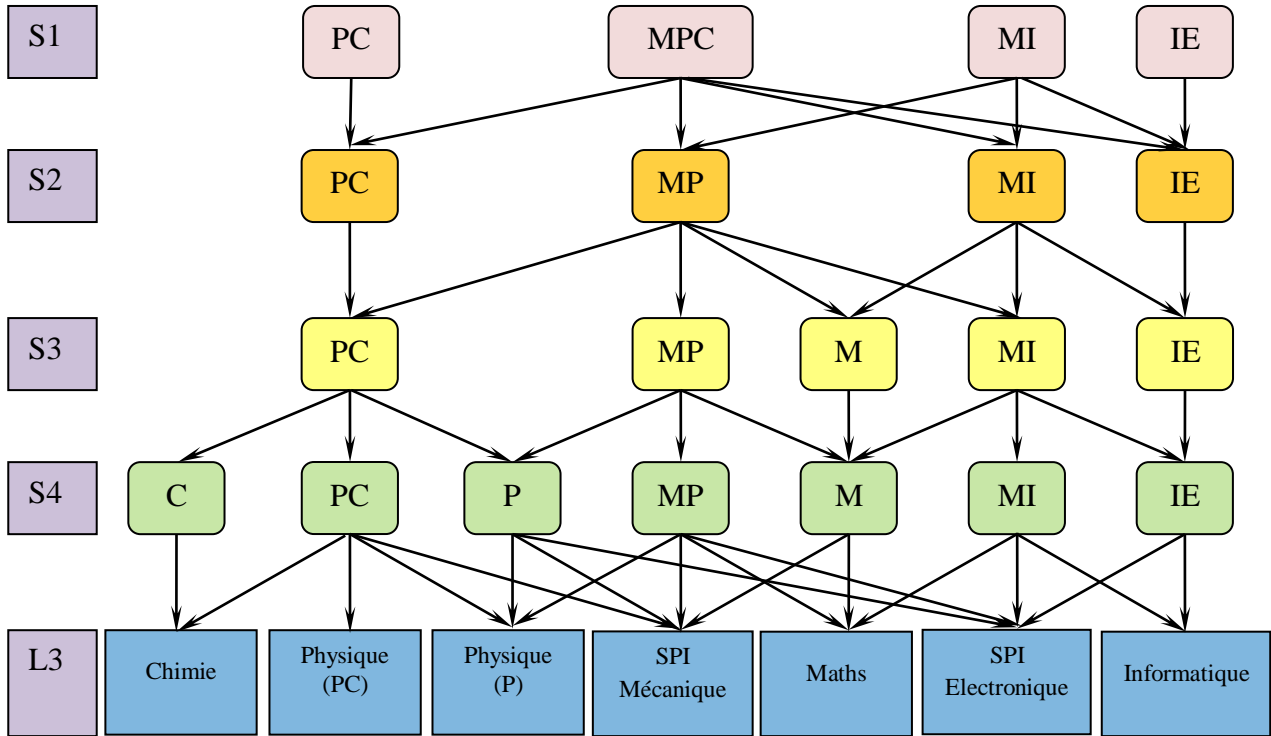 S1
PC
MPC
MI
IE
S2
PC
MP
MI
IE
S3
PC
MP
M
MI
IE
S4
C
PC
P
MP
M
MI
IE
L3
Chimie
Physique
(PC)
Physique
(P)
SPI
Mécanique
Maths
SPI
Electronique
Informatique